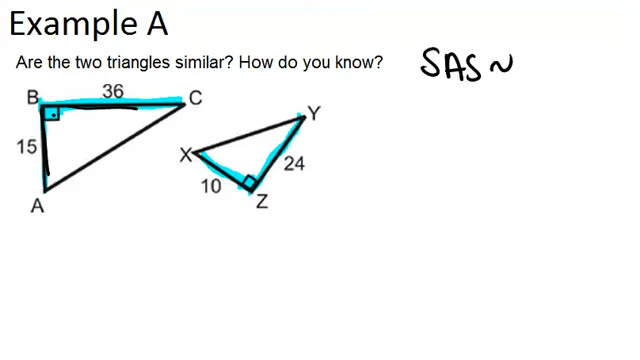 Example A
Are the two triangles similar? How do you know?
SAS ~
B
36
C
15
A
Y
X
24
10
Z